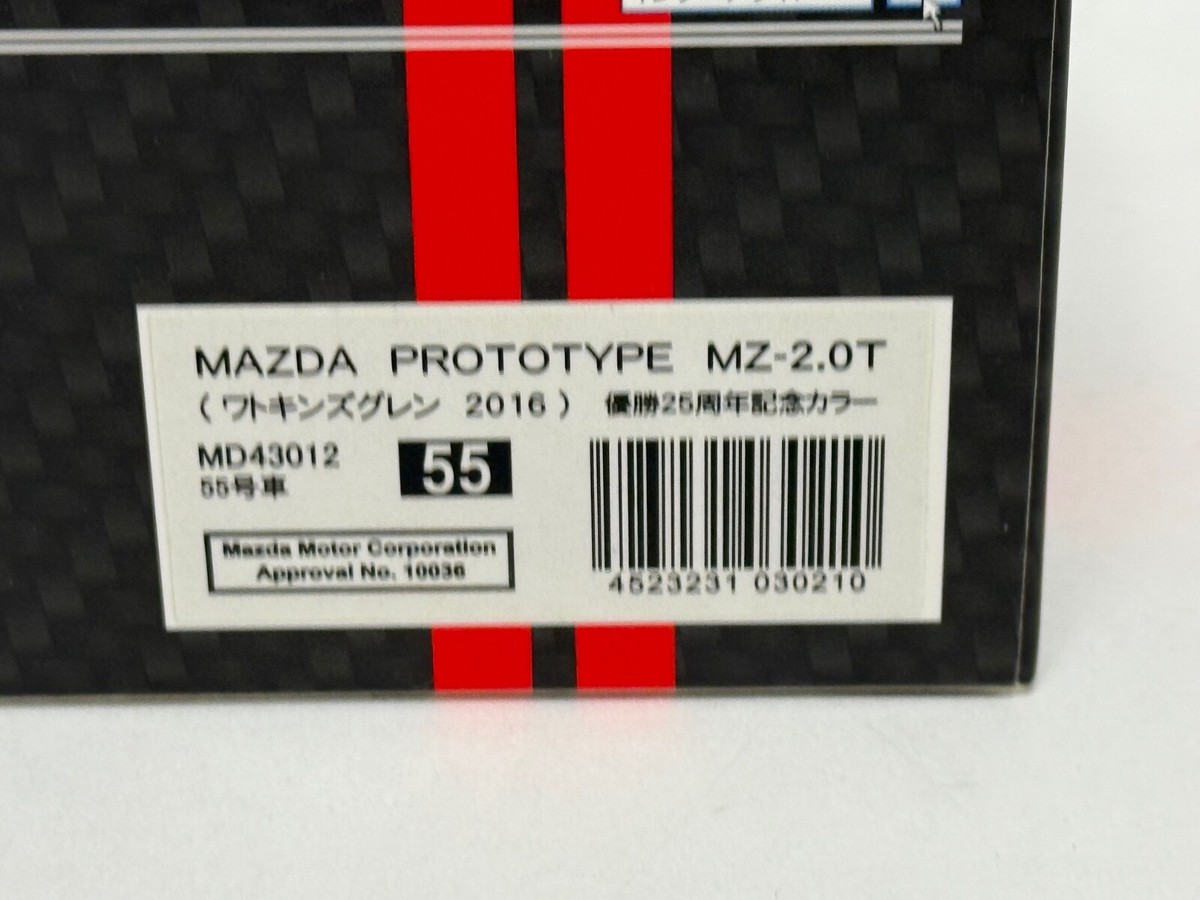 MAZDA PROTOTYPE MZ-2.0T
(ワトキンズグレン 2016) 優勝25周年記念カラー
MD43012 55
55号車
Mazda Motor Corporation
Approval No. 10036
4523231 030210